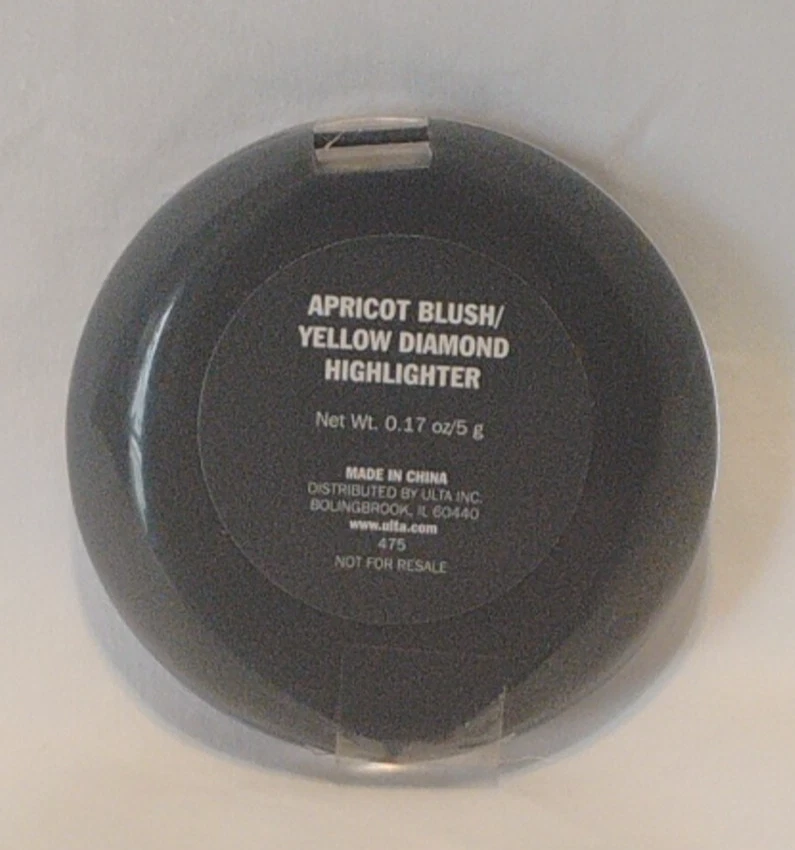 APRICOT BLUSH/
YELLOW DIAMOND
HIGHLIGHTER
Net Wt. 0.17 oz/5 g
MADE IN CHINA
DISTRIBUTED BY ULTA INC.
BOLINGBROOK, IL 60440
www.ulta.com
475
NOT FOR RESALE